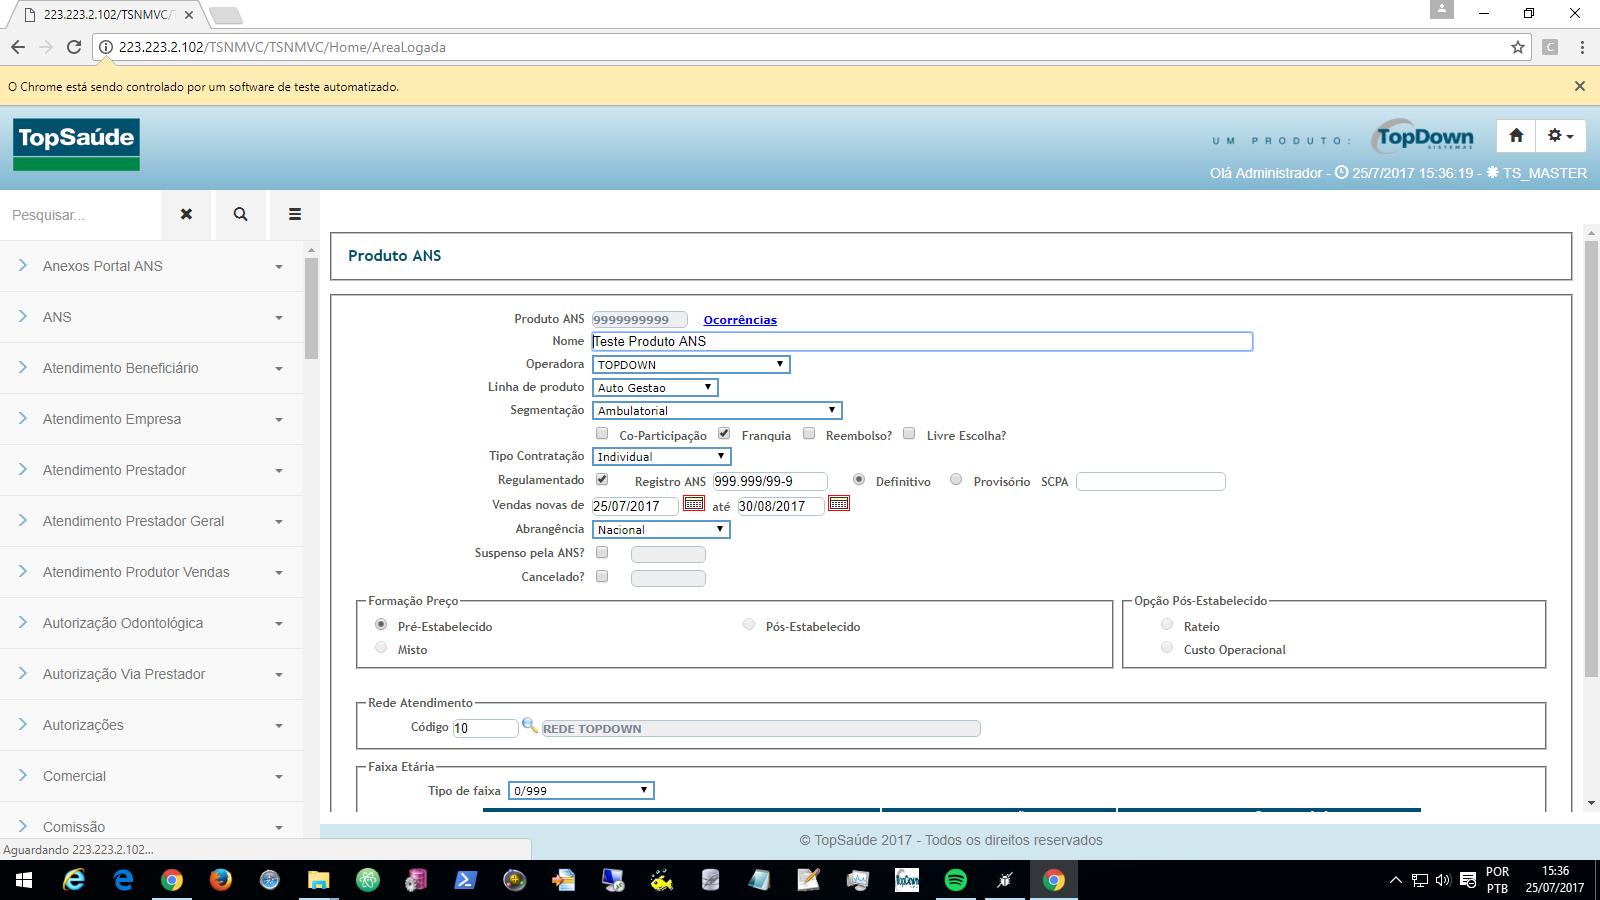 223.223.2.102/TSNMVC/T
223.223.2.102/TSNMVC/TSNMVC/Home/AreaLogada
C
O Chrome está sendo controlado por um software de teste automatizado.
TopSaúde
UM PRODUTO:
TopDown
SISTEMAS
Olá Administrador - 25/7/2017 15:36:19 - TS_MASTER
Pesquisar...
Anexos Portal ANS
ANS
Atendimento Beneficiário
Atendimento Empresa
Atendimento Prestador
Atendimento Prestador Geral
Atendimento Produtor Vendas
Autorização Odontológica
Autorização Via Prestador
Autorizações
Comercial
Comissão
Produto ANS
Produto ANS 9999999999 Ocorrências
Nome Teste Produto ANS
Operadora TOPDOWN
Linha de produto Auto Gestao
Segmentação Ambulatorial
Co-Participação Franquia Reembolso? Livre Escolha?
Tipo Contratação Individual
Regulamentado Registro ANS 999.999/99-9 Definitivo Provisório SCPA
Vendas novas de 25/07/2017 até 30/08/2017
Abrangência Nacional
Suspenso pela ANS?
Cancelado?
Formação Preço
Pré-Estabelecido Pós-Estabelecido
Misto
Opção Pós-Estabelecido
Rateio
Custo Operacional
Rede Atendimento
Código 10 REDE TOPDOWN
Faixa Etária
Tipo de faixa 0/999
© TopSaúde 2017 - Todos os direitos reservados
Aguardando 223.223.2.102...
TopDown
POR
PTB
15:36
25/07/2017